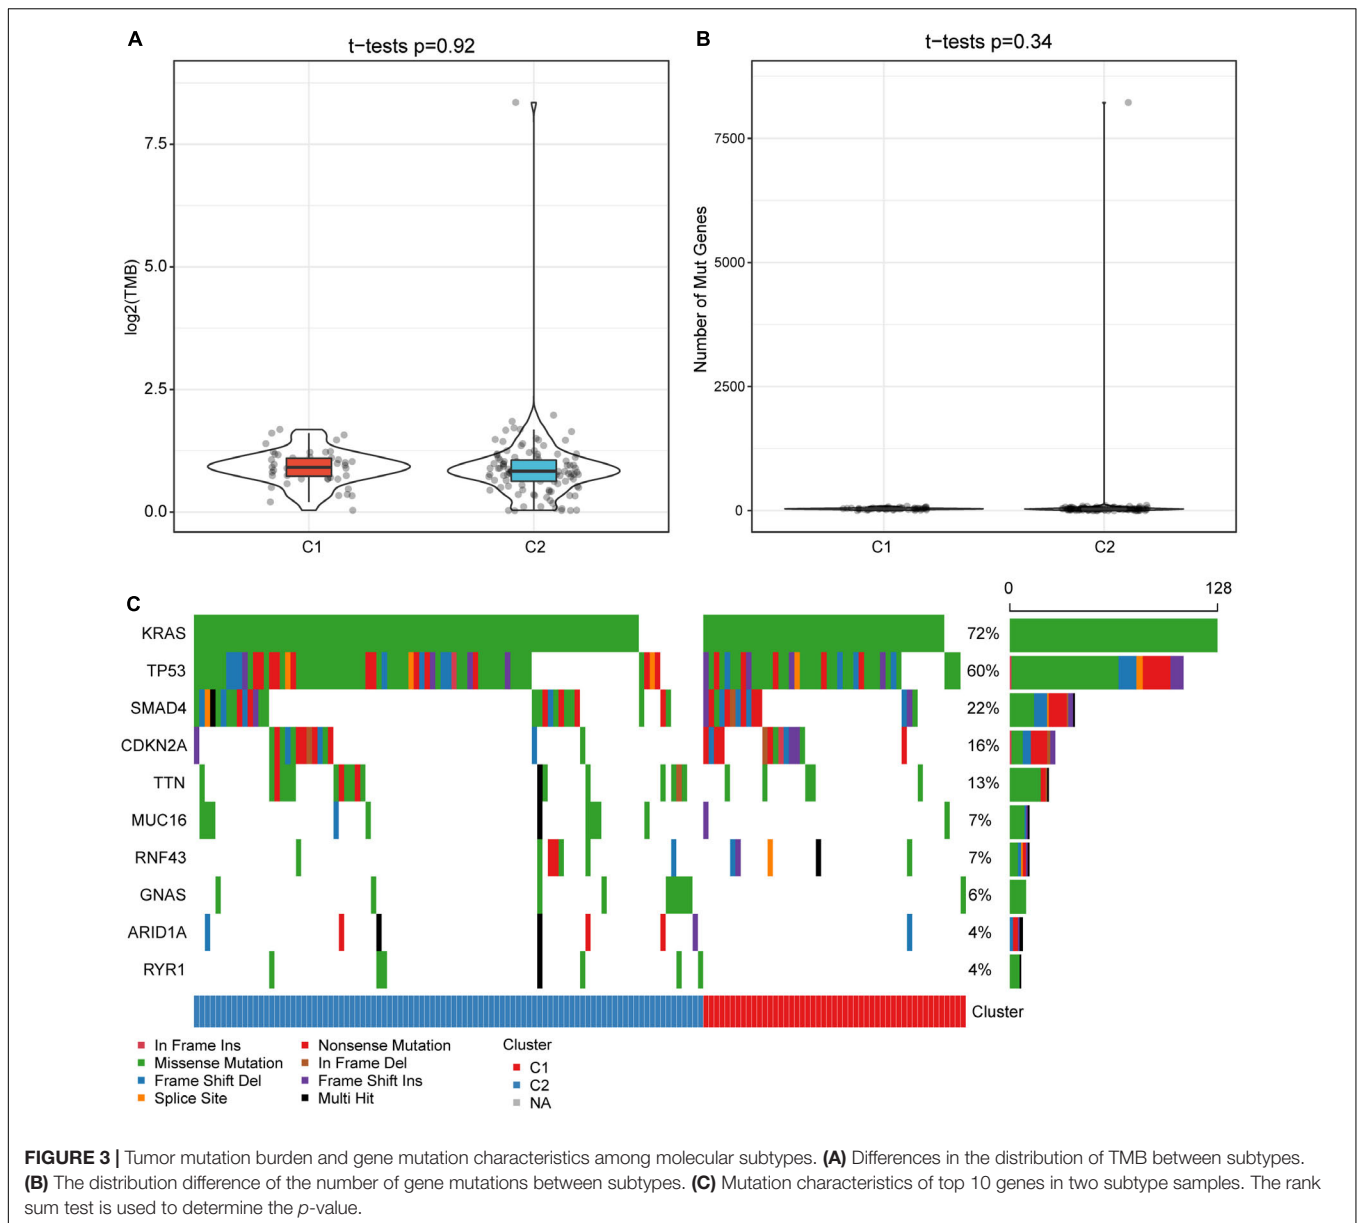 A
t-tests p=0.92
log2(TMB)
7.5
5.0
2.5
0.0
C1
C2
B
t-tests p=0.34
Number of Mut Genes
7500
5000
2500
0
C1
C2
C
0
128
KRAS
72%
TP53
60%
SMAD4
22%
CDKN2A
16%
TTN
13%
MUC16
7%
RNF43
7%
GNAS
6%
ARID1A
4%
RYR1
4%
Cluster
In Frame Ins
Missense Mutation
Frame Shift Del
Splice Site
Nonsense Mutation
In Frame Del
Frame Shift Ins
Multi Hit
Cluster
C1
C2
NA
FIGURE 3 | Tumor mutation burden and gene mutation characteristics among molecular subtypes. (A) Differences in the distribution of TMB between subtypes.
(B) The distribution difference of the number of gene mutations between subtypes. (C) Mutation characteristics of top 10 genes in two subtype samples. The rank
sum test is used to determine the p-value.